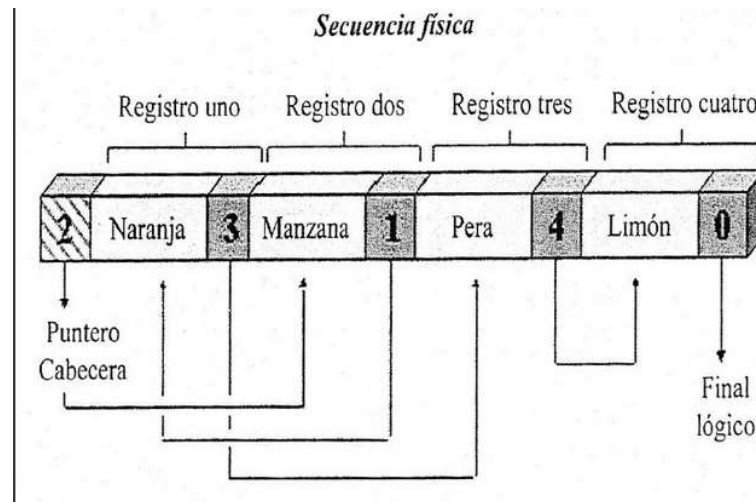 Secuencia física
Registro uno Registro dos Registro tres Registro cuatro
2 Naranja 3 Manzana 1 Pera 4 Limón 0
Puntero
Cabecera
Final
lógico